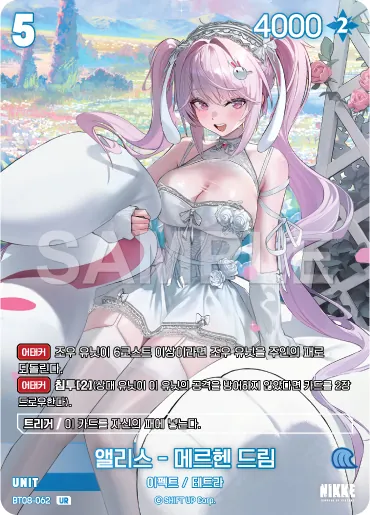 5
4000 2
SAMPLE
어태커 조우 유닛이 6코스트 이상이라면 조우 유닛을 주인의 패로
되돌린다.
어태커 침투[2](상대 유닛이 이 유닛의 공격을 방어하지 않았다면 카드를 2장
드로우한다).
트리거 / 이 카드를 자신의 패에 넣는다.
앨리스 - 메르헨 드림
UNIT
이펙트 / 테트라
BT08-062 UR
© SHIFT UP Corp.
NIKKE